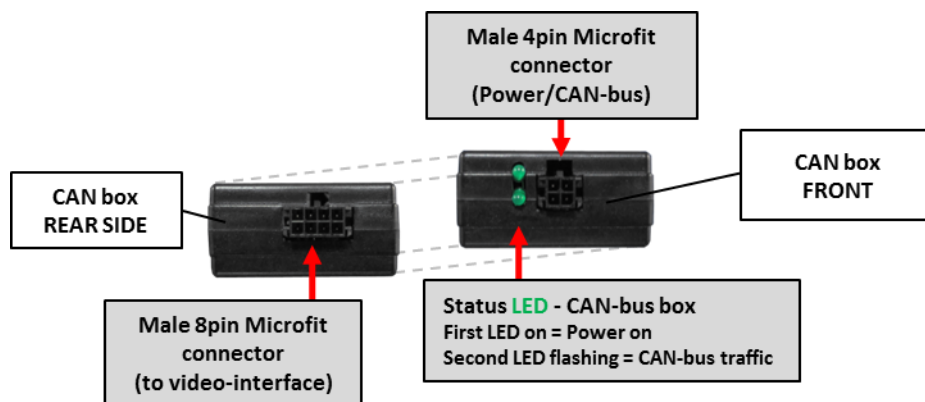 Male 4pin Microfit
connector
(Power/CAN-bus)
CAN box
FRONT
CAN box
REAR SIDE
Male 8pin Microfit
connector
(to video-interface)
Status LED - CAN-bus box
First LED on = Power on
Second LED flashing = CAN-bus traffic